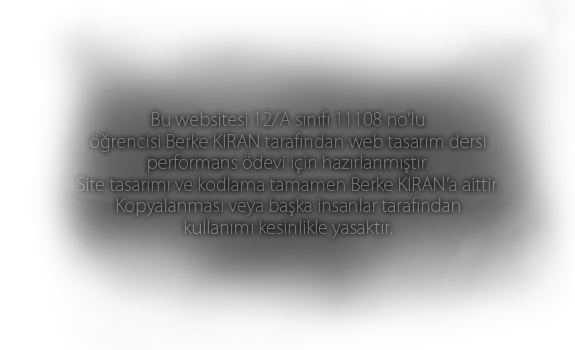 Bu websitesi 12/A sınıfı 11108 no'lu
öğrencisi Berke KIRAN tarafından web tasarım dersi
performans ödevi için hazırlanmıştır.
Site tasarımı ve kodlama tamamen Berke KIRAN'a aittir.
Kopyalanması veya başka insanlar tarafından
kullanımı kesinlikle yasaktır.